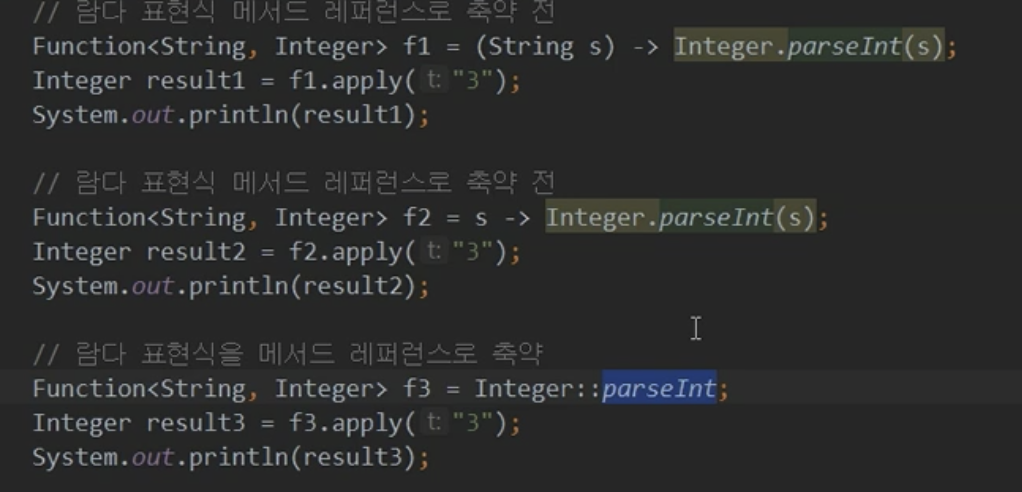 // 람다 표현식 메서드 레퍼런스로 축약 전
Function<String, Integer> f1 = (String s) -> Integer.parseInt(s);
Integer result1 = f1.apply( t: "3");
System.out.println(result1);
// 람다 표현식 메서드 레퍼런스로 축약 전
Function<String, Integer> f2 = s -> Integer.parseInt(s);
Integer result2 = f2.apply( t: "3");
System.out.println(result2);
// 람다 표현식을 메서드 레퍼런스로 축약
Function<String, Integer> f3 = Integer::parseInt;
Integer result3 = f3.apply( t: "3");
System.out.println(result3);